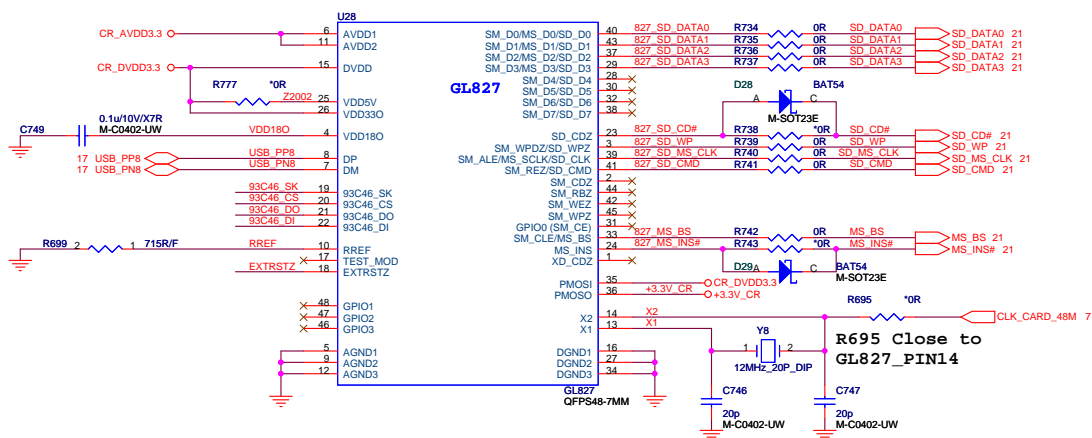 U28
CR_AVDD3.3 6 AVDD1 SM_D0/MS_D0/SD_D0 40 827_SD_DATA0 R734 0R SD_DATA0 SD_DATA0 21
11 AVDD2 SM_D1/MS_D1/SD_D1 43 827_SD_DATA1 R735 0R SD_DATA1 SD_DATA1 21
SM_D2/MS_D2/SD_D2 37 827_SD_DATA2 R736 0R SD_DATA2 SD_DATA2 21
CR_DVDD3.3 15 DVDD SM_D3/MS_D3/SD_D3 29 827_SD_DATA3 R737 0R SD_DATA3 SD_DATA3 21
SM_D4/SD_D4 28
R777 *0R GL827 SM_D5/SD_D5 30 D28 BAT54
Z2002 25 VDD5V SM_D6/SD_D6 32 A C
26 VDD33O SM_D7/SD_D7 38 M-SOT23E
0.1u/10V/X7R
C749 M-C0402-UW VDD18O 4 VDD18O SD_CDZ 23 827_SD_CD# R738 *0R SD_CD# SD_CD# 21
SM_WPDZ/SD_WPZ 3 827_SD_WP R739 0R SD_WP SD_WP 21
17 USB_PP8 USB_PP8 8 DP SM_ALE/MS_SCLK/SD_CLK 39 827_SD_MS_CLK R740 0R SD_MS_CLK SD_MS_CLK 21
17 USB_PN8 USB_PN8 7 DM SM_REZ/SD_CMD 41 827_SD_CMD R741 0R SD_CMD SD_CMD 21
SM_CDZ 2
93C46_SK 19 93C46_SK SM_RBZ 44
93C46_CS 20 93C46_CS SM_WEZ 42
93C46_DO 21 93C46_DO SM_WPZ 45
93C46_DI 22 93C46_DI GPIO0 (SM_CE) 31
SM_CLE/MS_BS 33 827_MS_BS R742 0R MS_BS MS_BS 21
R699 2 1 715R/F RREF 10 RREF MS_INS 24 827_MS_INS# R743 *0R MS_INS# MS_INS# 21
17 TEST_MOD XD_CDZ 1 D29 A C BAT54
EXTRSTZ 18 EXTRSTZ M-SOT23E
PMOSI 35 CR_DVDD3.3
PMOSO 36 +3.3V_CR +3.3V_CR
48 GPIO1 R695 *0R
47 GPIO2 X2 14 X2 CLK_CARD_48M 7
46 GPIO3 X1 13 X1
R695 Close to
GL827_PIN14
Y8
5 AGND1 DGND1 16 1 2
9 AGND2 DGND2 27 12MHz_20P_DIP
12 AGND3 DGND3 34
GL827 C746 C747
QFPS48-7MM
20p 20p
M-C0402-UW M-C0402-UW